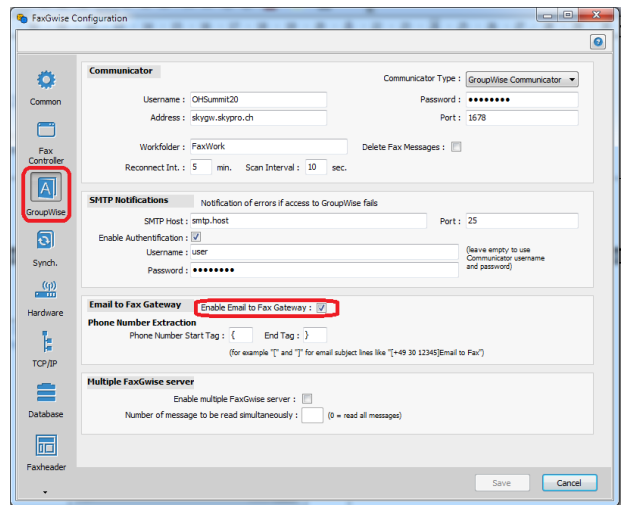 FaxGwise Configuration
Common
Fax
Controller
GroupWise
Synch.
Hardware
TCP/IP
Database
Faxheader
Communicator
Communicator Type : GroupWise Communicator
Username : OHSummit20 Password : ●●●●●●●●
Address : skygw.skypro.ch Port : 1678
Workfolder : FaxWork Delete Fax Messages :
Reconnect Int. : 5 min. Scan Interval : 10 sec.
SMTP Notifications Notification of errors if access to GroupWise fails
SMTP Host : smtp.host Port : 25
Enable Authentification :
Username : user
Password : ●●●●●●●●
(leave empty to use
Communicator username
and password)
Email to Fax Gateway Enable Email to Fax Gateway :
Phone Number Extraction
Phone Number Start Tag : { End Tag : }
(for example "[" and "]" for email subject lines like "[+49 30 12345]Email to Fax")
Multiple FaxGwise server
Enable multiple FaxGwise server :
Number of message to be read simultaneously : (0 = read all messages)
Save Cancel